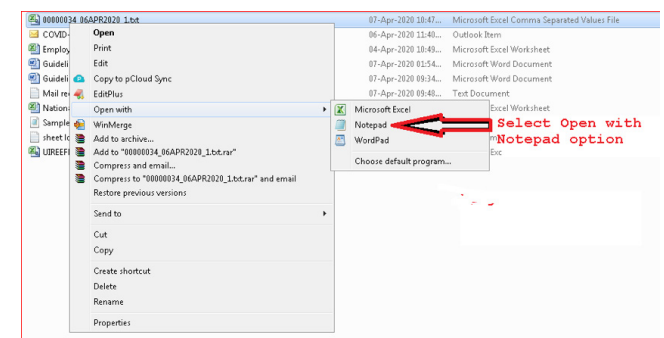 00000034_06APR2020_1.txt 07-Apr-2020 10:47... Microsoft Excel Comma Separated Values File
COVID- Open 06-Apr-2020 11:40... Outlook Item
Employ Print 04-Apr-2020 10:49... Microsoft Excel Worksheet
Guideli Edit 07-Apr-2020 01:54... Microsoft Word Document
Guideli Copy to pCloud Sync 07-Apr-2020 09:34... Microsoft Word Document
Mail re EditPlus 07-Apr-2020 09:48... Text Document
Nation Open with Microsoft Excel Excel Worksheet
Sample WinMerge Notepad Select Open with
sheet lo Add to archive... WordPad Notepad option
UIREEFI Add to "00000034_06APR2020_1.txt.rar" Exc
Compress and email... Choose default program...
Compress to "00000034_06APR2020_1.txt.rar" and email
Restore previous versions
Send to
Cut
Copy
Create shortcut
Delete
Rename
Properties